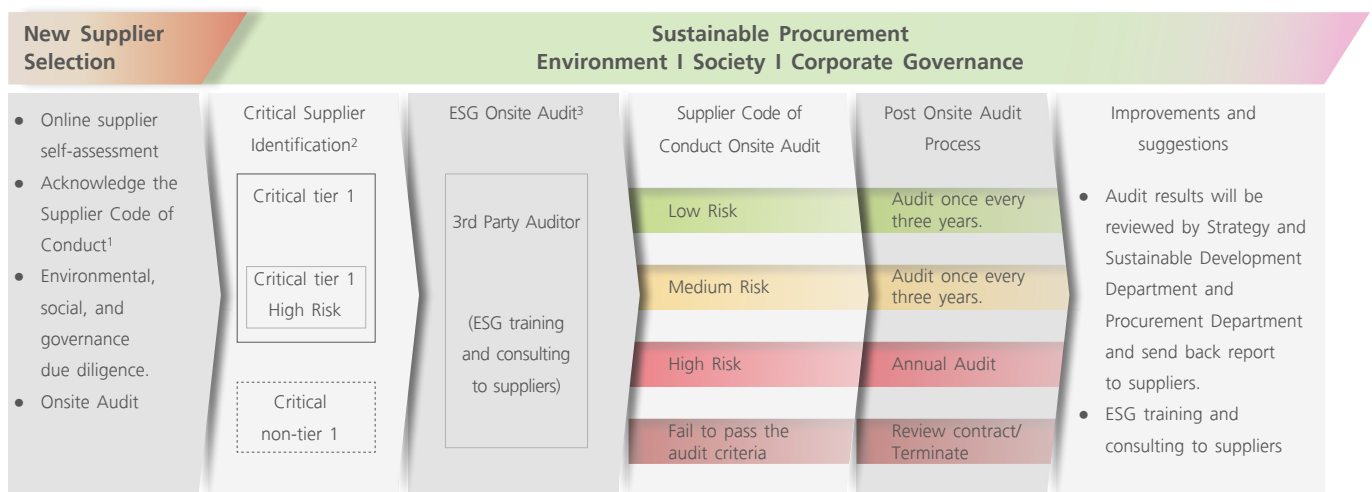 New Supplier
Selection
Sustainable Procurement
Environment I Society I Corporate Governance
● Online supplier
self-assessment
● Acknowledge the
Supplier Code of
Conduct1
● Environmental,
social, and
governance
due diligence.
● Onsite Audit
Critical Supplier
Identification2
Critical tier 1
Critical tier 1
High Risk
Critical
non-tier 1
ESG Onsite Audit3
3rd Party Auditor
(ESG training
and consulting
to suppliers)
Supplier Code of
Conduct Onsite Audit
Low Risk
Medium Risk
High Risk
Fail to pass the
audit criteria
Post Onsite Audit
Process
Audit once every
three years.
Audit once every
three years.
Annual Audit
Review contract/
Terminate
Improvements and
suggestions
● Audit results will be
reviewed by Strategy and
Sustainable Development
Department and
Procurement Department
and send back report
to suppliers.
● ESG training and
consulting to suppliers